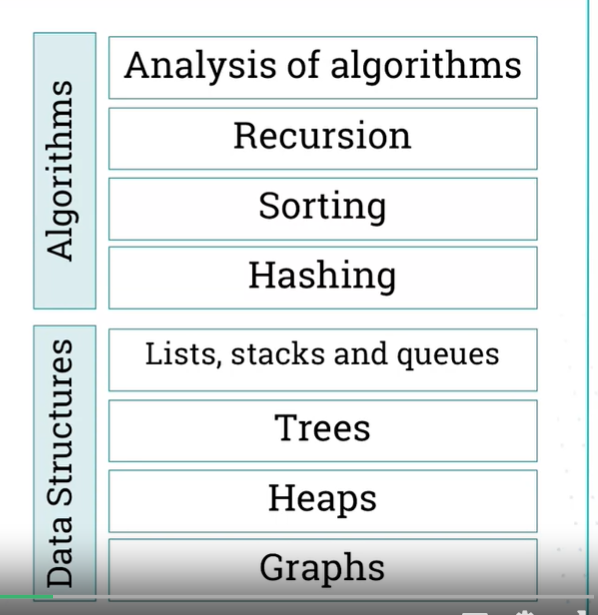 Algorithms
Analysis of algorithms
Recursion
Sorting
Hashing
Data Structures
Lists, stacks and queues
Trees
Heaps
Graphs